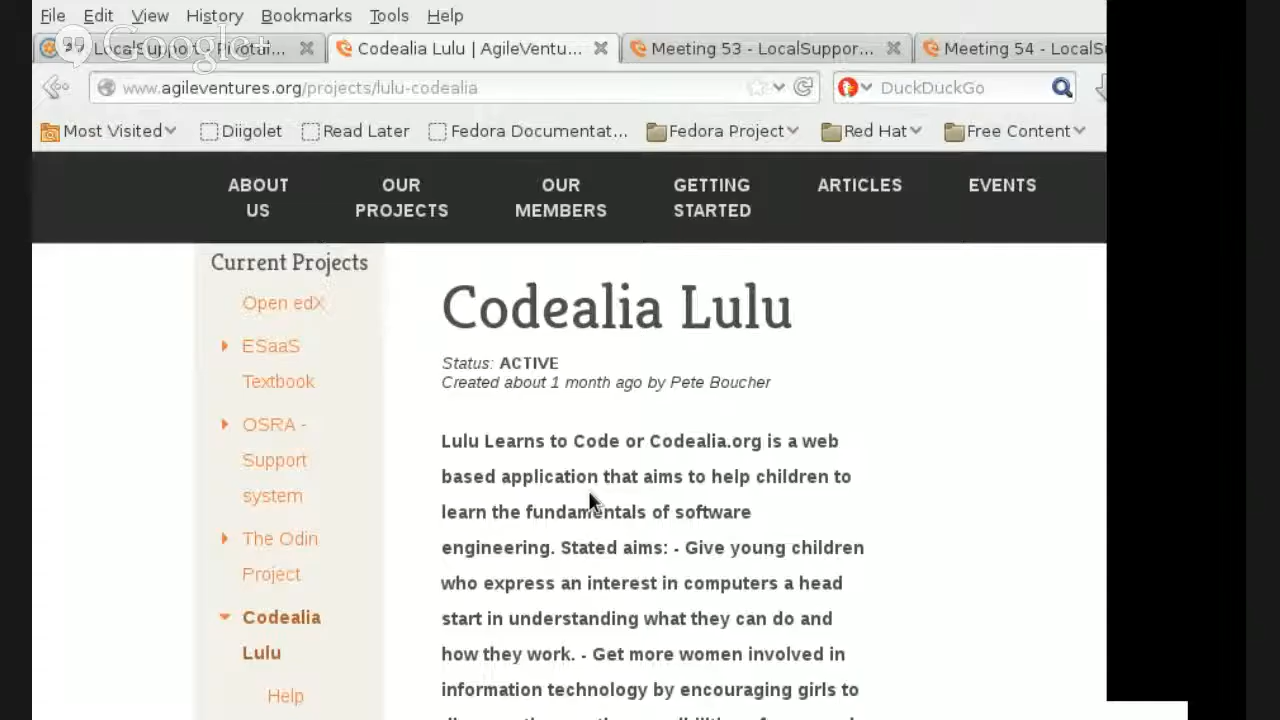 File Edit View History Bookmarks Tools Help
Google+
LocalSupport - Pivotal... Codealia Lulu | AgileVentu... Meeting 53 - LocalSuppor... Meeting 54 - LocalSu
www.agileventures.org/projects/lulu-codealia DuckDuckGo
Most Visited Diigolet Read Later Fedora Documentat... Fedora Project Red Hat Free Content
ABOUT US
OUR PROJECTS
OUR MEMBERS
GETTING STARTED
ARTICLES
EVENTS
Current Projects
Open edX
ESaaS
Textbook
OSRA -
Support
system
The Odin
Project
Codealia
Lulu
Help
Codealia Lulu
Status: ACTIVE
Created about 1 month ago by Pete Boucher
Lulu Learns to Code or Codealia.org is a web
based application that aims to help children to
learn the fundamentals of software
engineering. Stated aims: - Give young children
who express an interest in computers a head
start in understanding what they can do and
how they work. - Get more women involved in
information technology by encouraging girls to